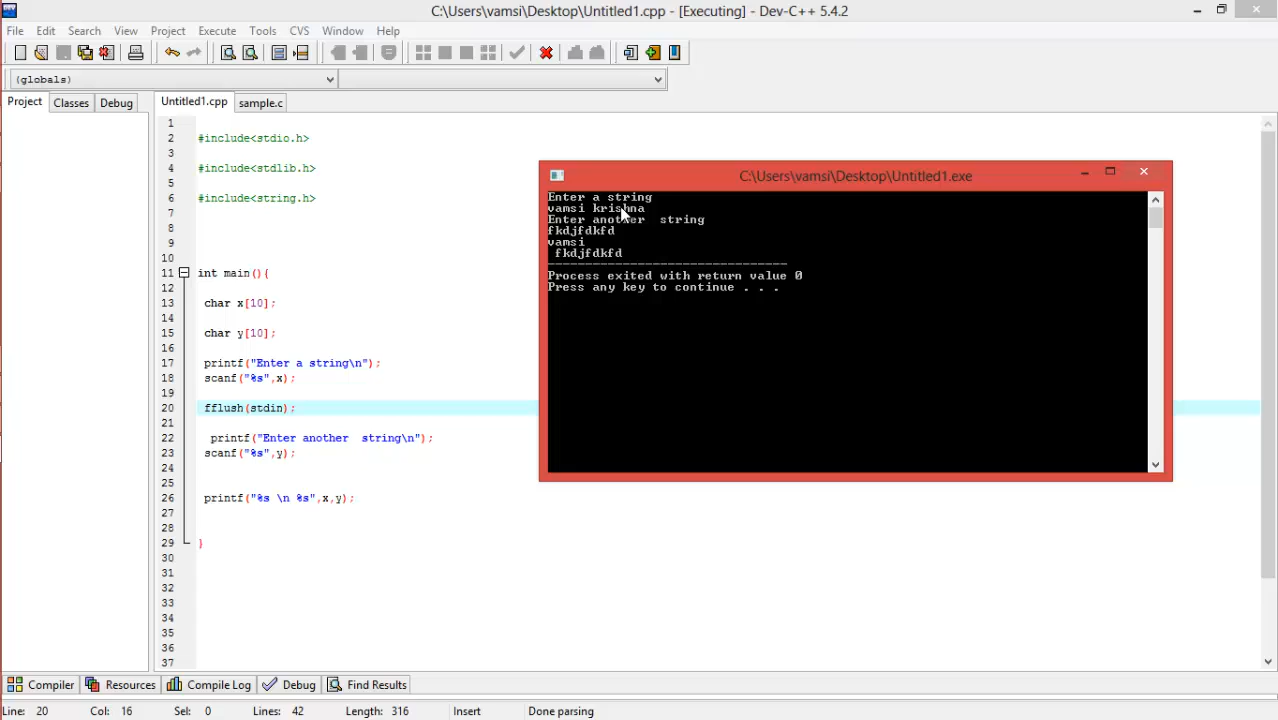 C:\Users\vamsi\Desktop\Untitled1.cpp - [Executing] - Dev-C++ 5.4.2
File Edit Search View Project Execute Tools CVS Window Help
(globals)
Project Classes Debug
Untitled1.cpp sample.c
1
2 #include<stdio.h>
3
4 #include<stdlib.h>
5
6 #include<string.h>
7
8
9
10
11 int main(){
12
13 char x[10];
14
15 char y[10];
16
17 printf("Enter a string\n");
18 scanf("%s",x);
19
20 fflush(stdin);
21
22 printf("Enter another  string\n");
23 scanf("%s",y);
24
25
26 printf("%s \n %s",x,y);
27
28
29 }
30
31
32
33
34
35
36
37
C:\Users\vamsi\Desktop\Untitled1.exe
Enter a string
vamsi krishna
Enter another  string
fkdjfdkfd
vamsi
 fkdjfdkfd
--------------------------------
Process exited with return value 0
Press any key to continue . . .
Compiler Resources Compile Log Debug Find Results
Line: 20 Col: 16 Sel: 0 Lines: 42 Length: 316 Insert Done parsing